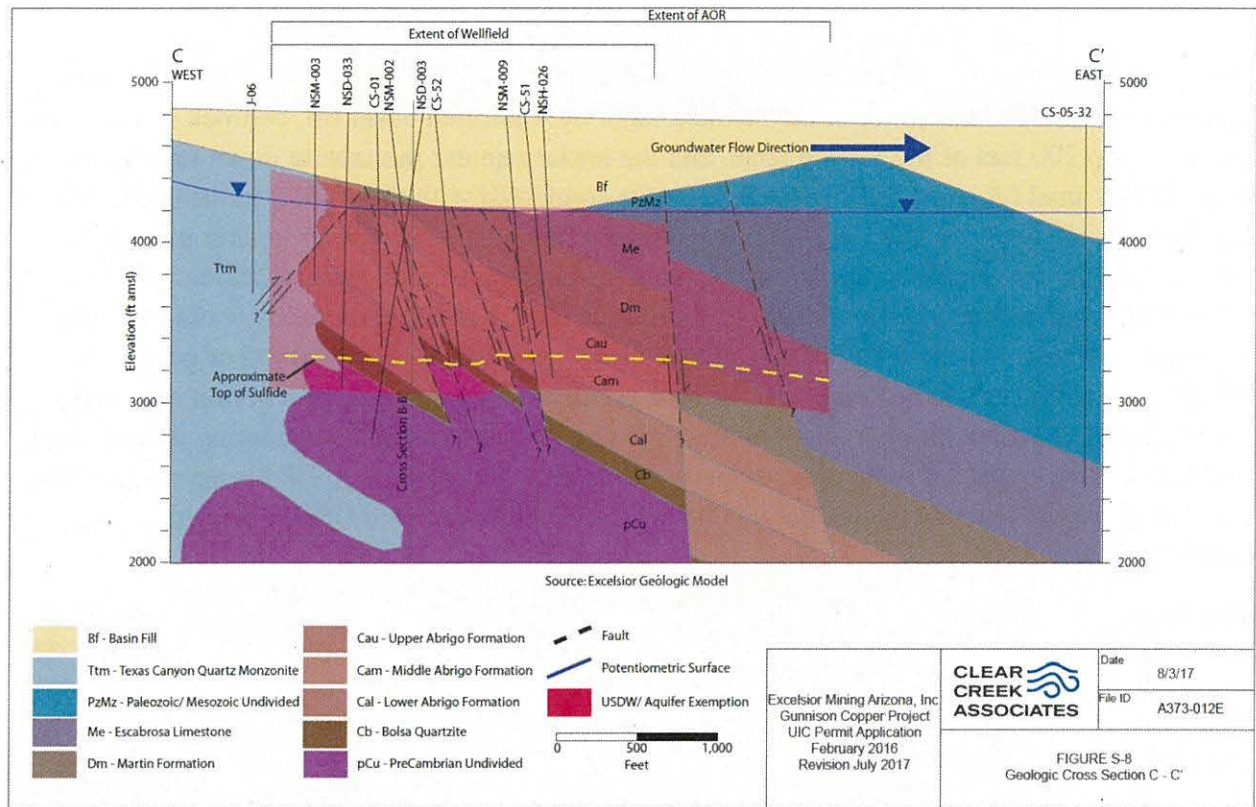 Extent of AOR
Extent of Wellfield
C
WEST
C'
EAST
J-06
NSM-003
NSD-033
CS-01
NSM-002
NSD-003
CS-52
NSM-009
CS-51
NSH-026
CS-05-32
5000
4000
3000
2000
5000
4000
3000
2000
Elevation (ft amsl)
Groundwater Flow Direction
Bf
PzMz
Me
Ttm
Dm
Cau
Cam
Cal
Cb
pCu
?
?
?
?
?
?
?
Approximate
Top of Sulfide
Cross Section B-B'
Source: Excelsior Geologic Model
Bf - Basin Fill
Ttm - Texas Canyon Quartz Monzonite
PzMz - Paleozoic/ Mesozoic Undivided
Me - Escabrosa Limestone
Dm - Martin Formation
Cau - Upper Abrigo Formation
Cam - Middle Abrigo Formation
Cal - Lower Abrigo Formation
Cb - Bolsa Quartzite
pCu - PreCambrian Undivided
Fault
Potentiometric Surface
USDW/ Aquifer Exemption
0 500 1,000
Feet
Excelsior Mining Arizona, Inc
Gunnison Copper Project
UIC Permit Application
February 2016
Revision July 2017
CLEAR
CREEK
ASSOCIATES
Date
8/3/17
File ID
A373-012E
FIGURE S-8
Geologic Cross Section C - C'